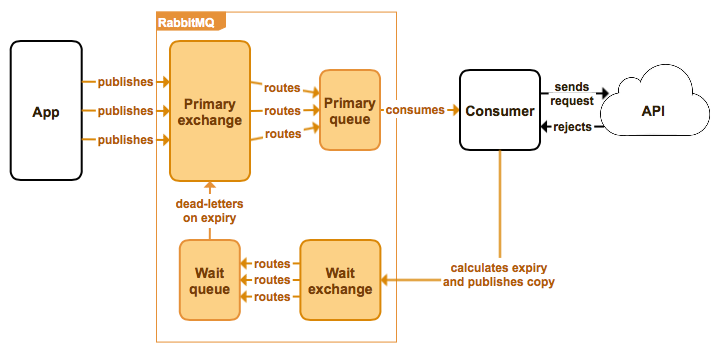 RabbitMQ
App
publishes
publishes
publishes
Primary
exchange
routes
routes
routes
Primary
queue
consumes
Consumer
sends
request
rejects
API
dead-letters
on expiry
Wait
queue
routes
routes
routes
Wait
exchange
calculates expiry
and publishes copy